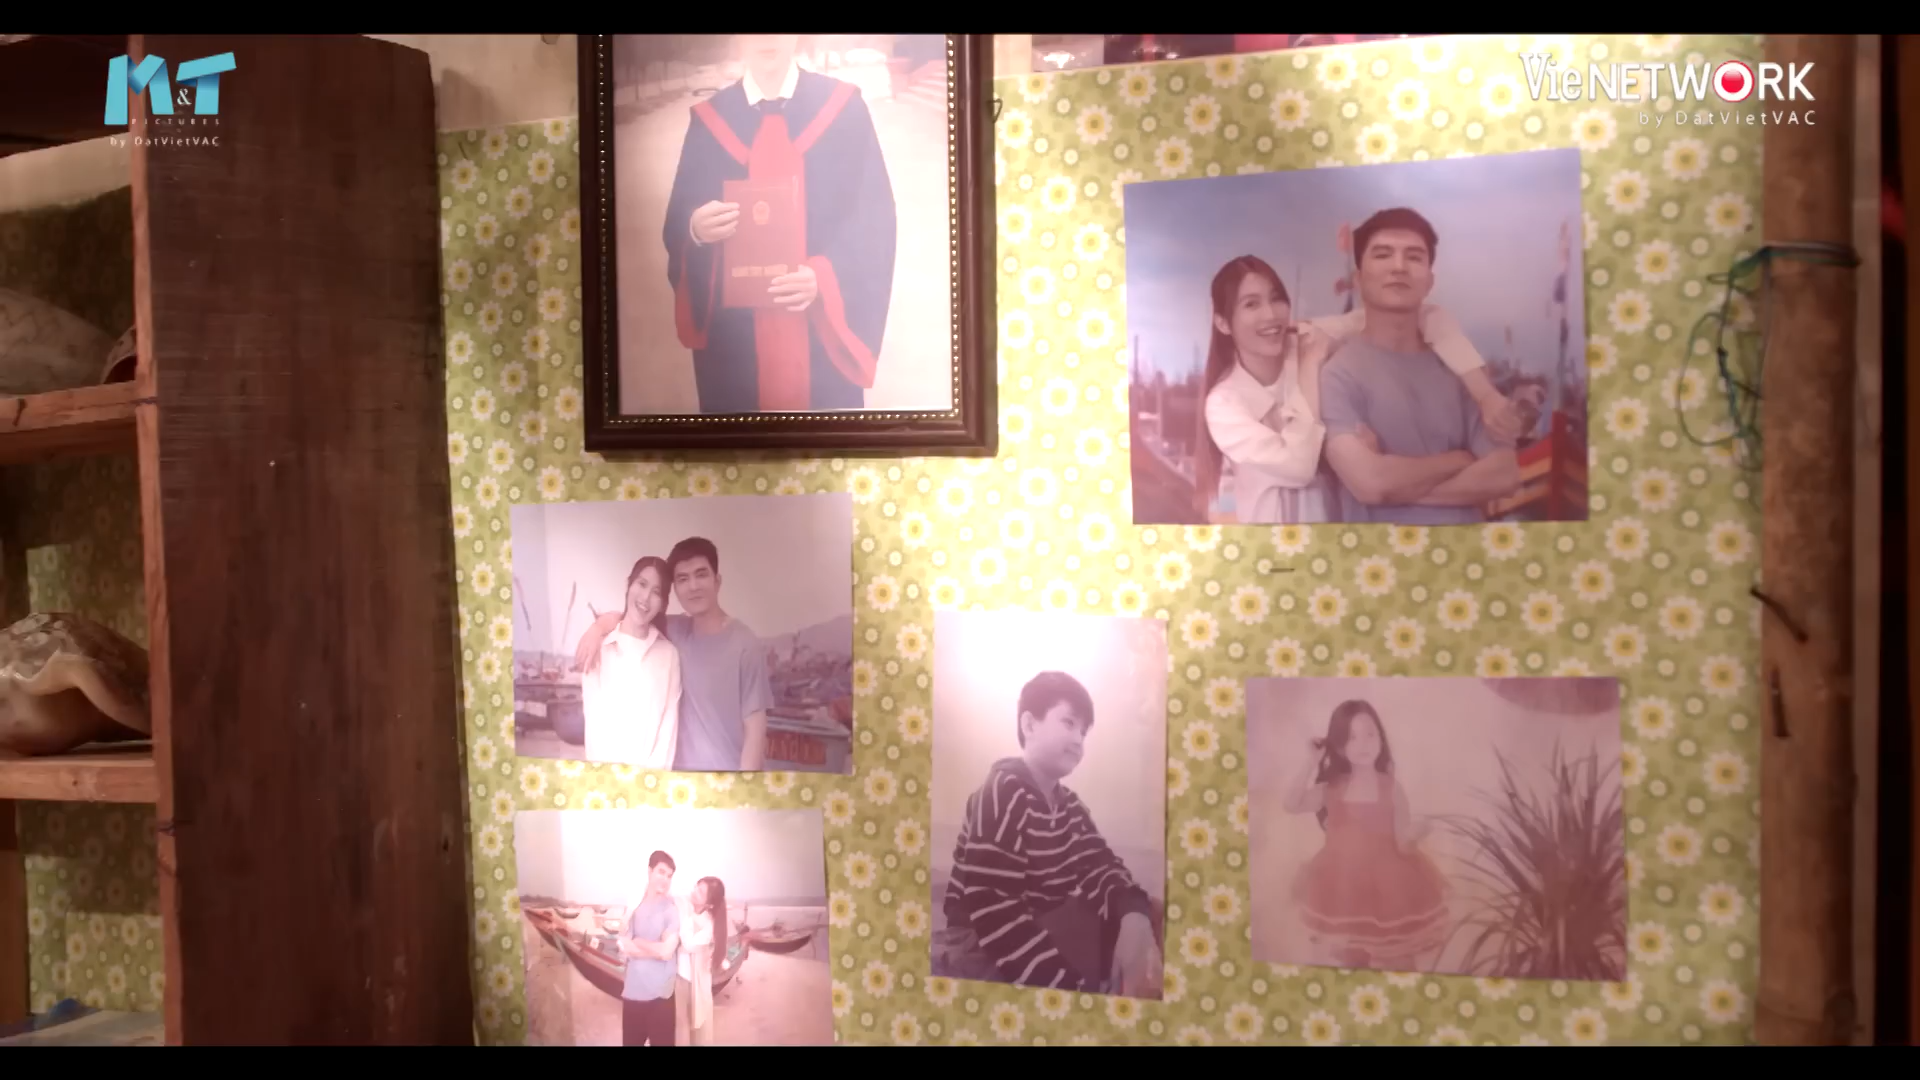 M&T
PICTURES
by DatVietVAC
VieNETWORK
by DatVietVAC